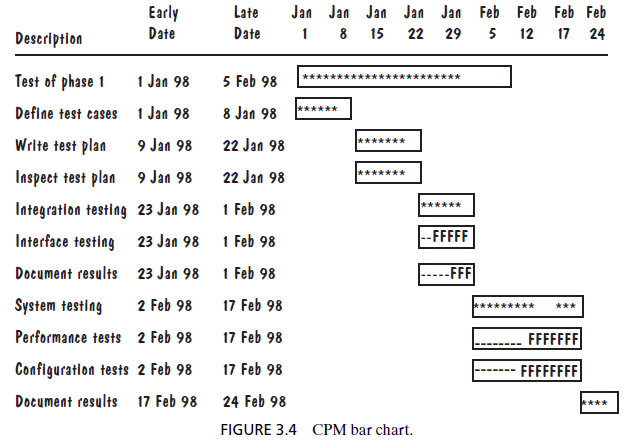 Early Late Jan Jan Jan Jan Jan Feb Feb Feb Feb
Description Date Date 1 8 15 22 29 5 12 17 24
Test of phase 1 1 Jan 98 5 Feb 98 ***********************
Define test cases 1 Jan 98 8 Jan 98 ******
Write test plan 9 Jan 98 22 Jan 98 *******
Inspect test plan 9 Jan 98 22 Jan 98 *******
Integration testing 23 Jan 98 1 Feb 98 ******
Interface testing 23 Jan 98 1 Feb 98 --FFFFF
Document results 23 Jan 98 1 Feb 98 -----FFF
System testing 2 Feb 98 17 Feb 98 ********* ***
Performance tests 2 Feb 98 17 Feb 98 -------- FFFFFFF
Configuration tests 2 Feb 98 17 Feb 98 ------- FFFFFFFF
Document results 17 Feb 98 24 Feb 98 ****
FIGURE 3.4 CPM bar chart.